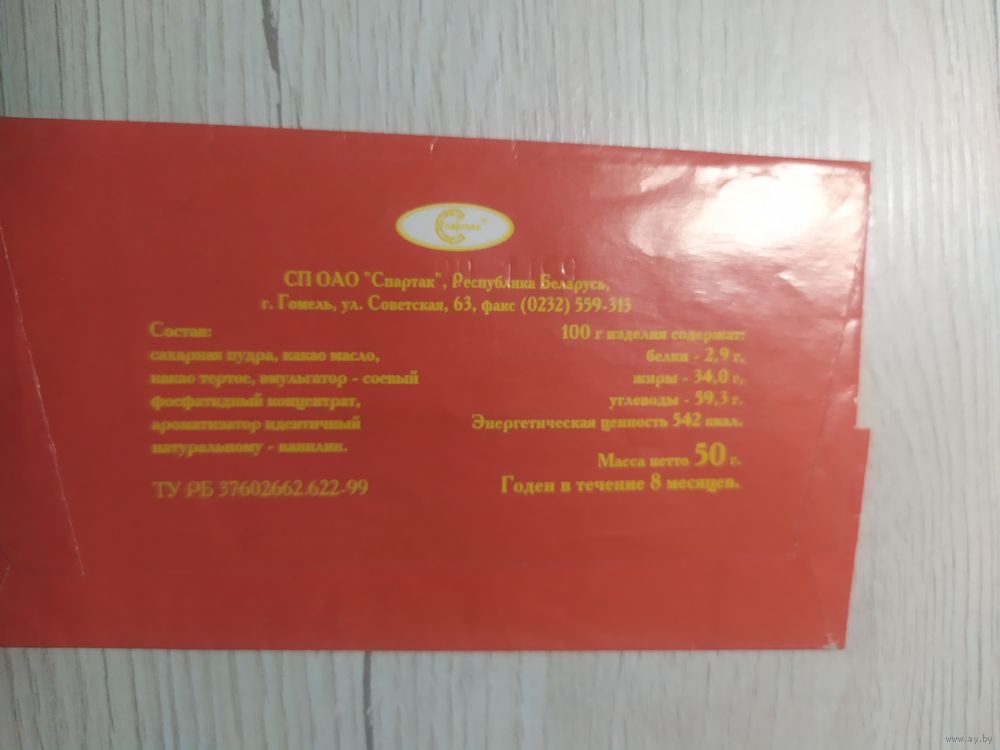 Спартак
СП ОАО "Спартак", Республика Беларусь,
г. Гомель, ул. Советская, 63, факс (0232) 559-313
Состав:
сахарная пудра, какао масло,
какао тертое, эмульгатор - соевый
фосфатидный концентрат,
ароматизатор идентичный
натуральному - ванилин.
ТУ РБ 37602662.622-99
100 г изделия содержат:
белки - 2,9 г,
жиры - 34,0 г,
углеводы - 59,3 г.
Энергетическая ценность 542 ккал.
Масса нетто 50 г.
Годен в течение 8 месяцев.
www.ay.by